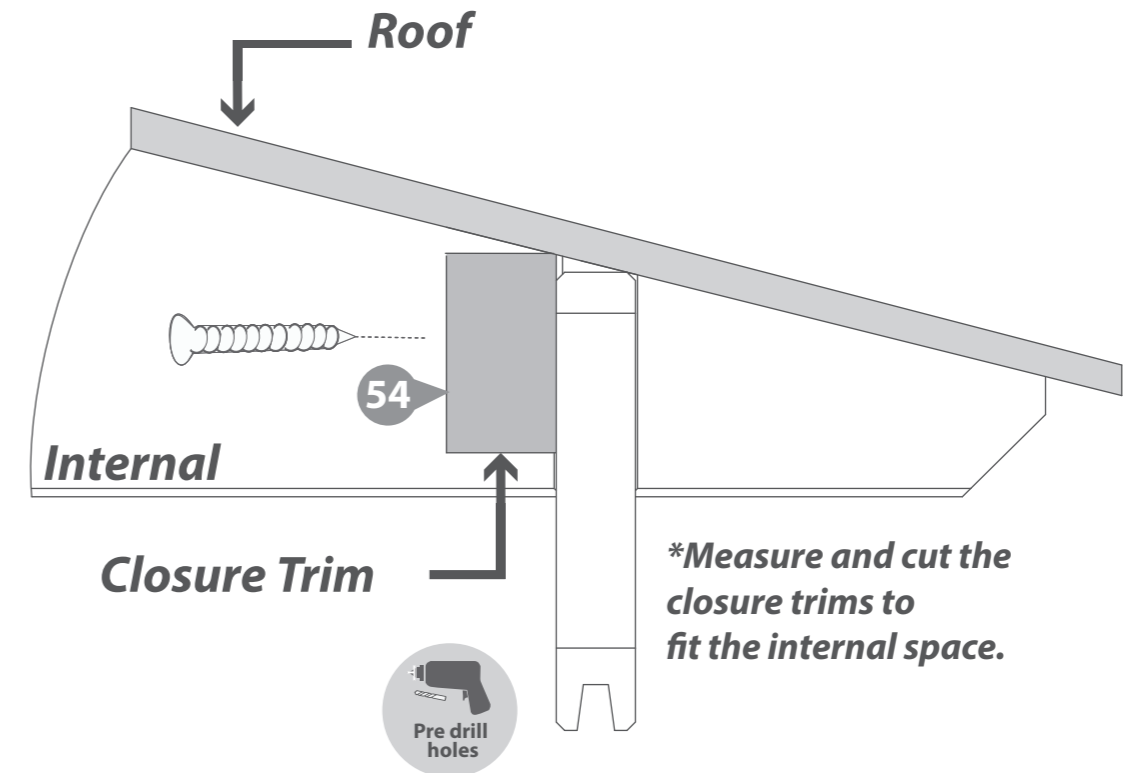 Roof
54
Internal
Closure Trim
*Measure and cut the
closure trims to
fit the internal space.
Pre drill
holes